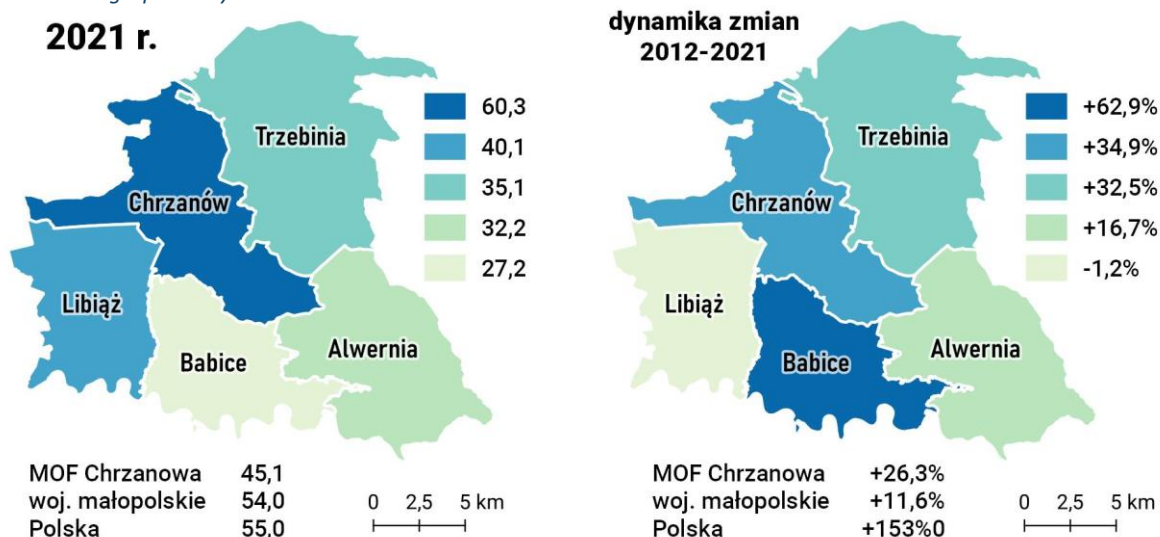 2021 r.
60,3
40,1
35,1
32,2
27,2
Trzebinia
Chrzanów
Libiąż
Babice
Alwernia
MOF Chrzanowa 45,1
woj. małopolskie 54,0
Polska 55,0
0 2,5 5 km
dynamika zmian
2012-2021
+62,9%
+34,9%
+32,5%
+16,7%
-1,2%
Trzebinia
Chrzanów
Libiąż
Babice
Alwernia
MOF Chrzanowa +26,3%
woj. małopolskie +11,6%
Polska +153%0
0 2,5 5 km